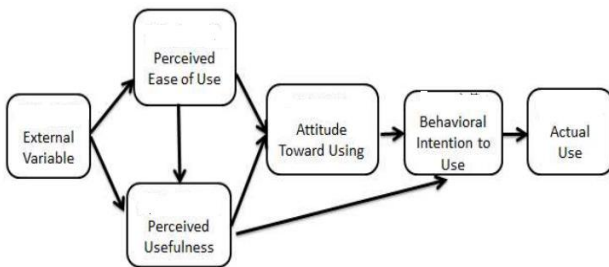 External
Variable
Perceived
Ease of Use
Perceived
Usefulness
Attitude
Toward Using
Behavioral
Intention to
Use
Actual
Use